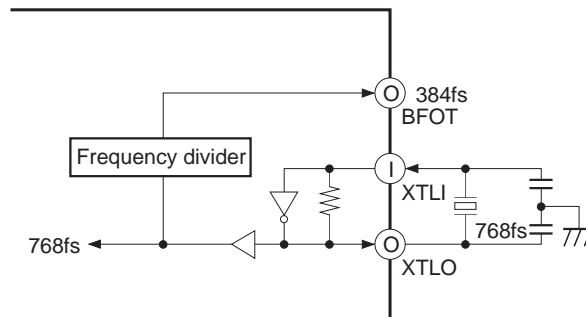 O 384fs
BFOT
Frequency divider
I
XTLI
768fs
768fs
O
XTLO